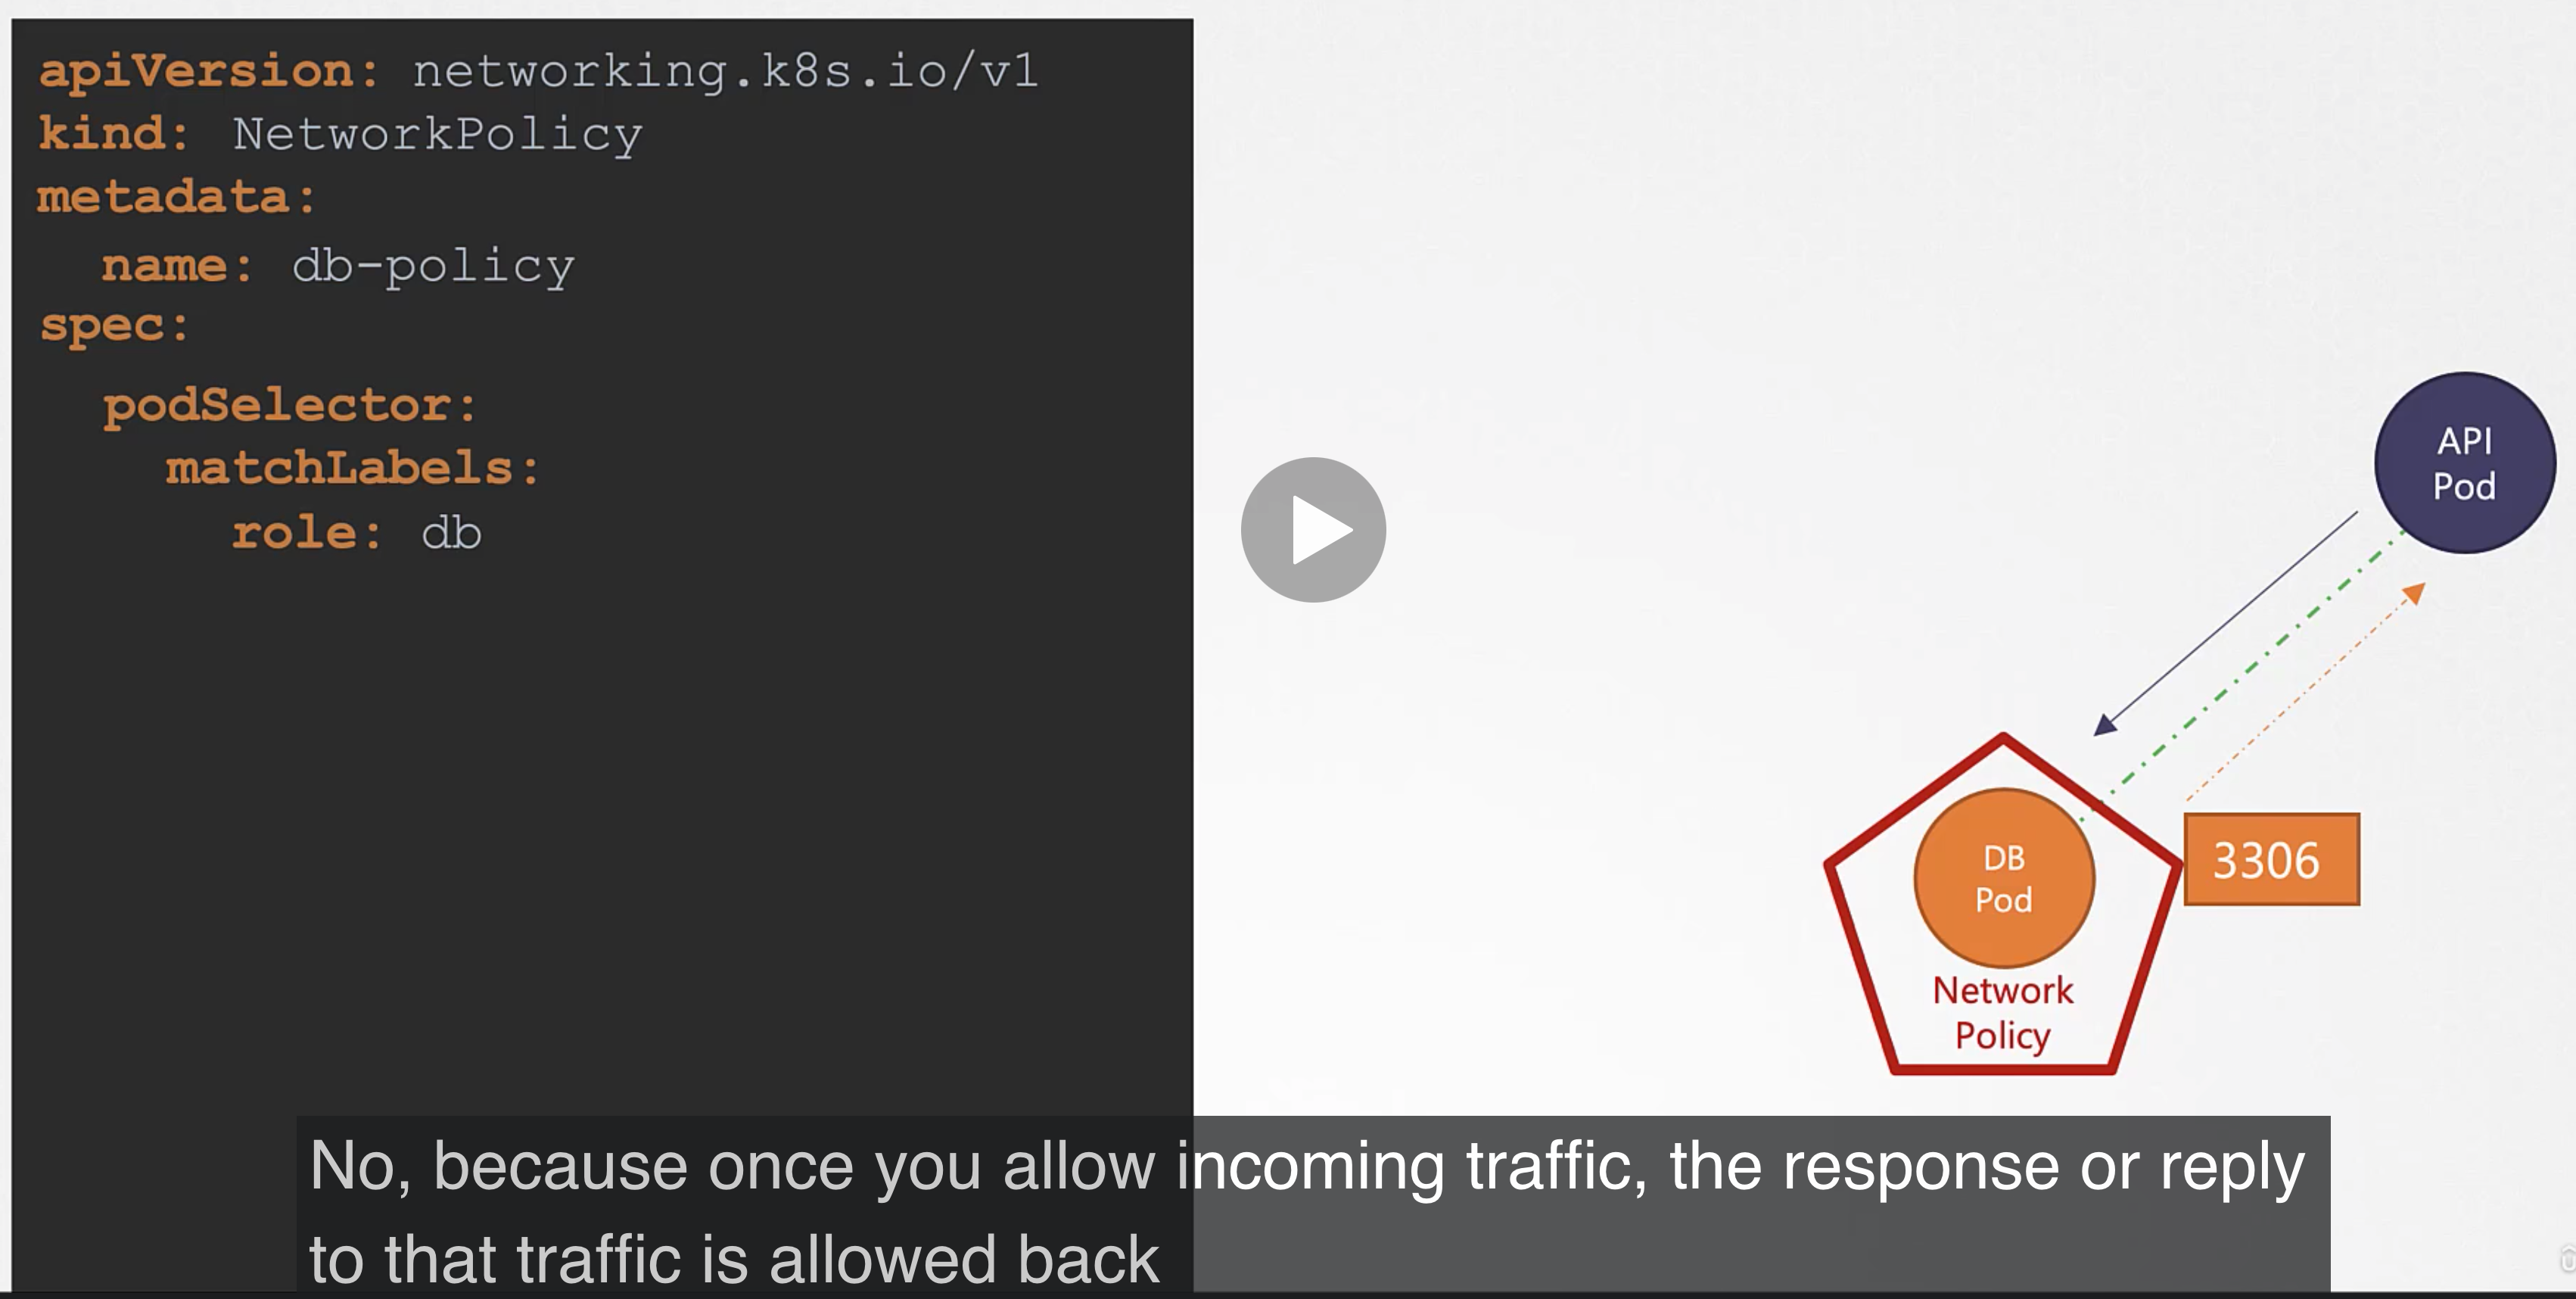 apiVersion: networking.k8s.io/v1
kind: NetworkPolicy
metadata:
  name: db-policy
spec:
  podSelector:
    matchLabels:
      role: db
API
Pod
DB
Pod
3306
Network
Policy
No, because once you allow incoming traffic, the response or reply
to that traffic is allowed back